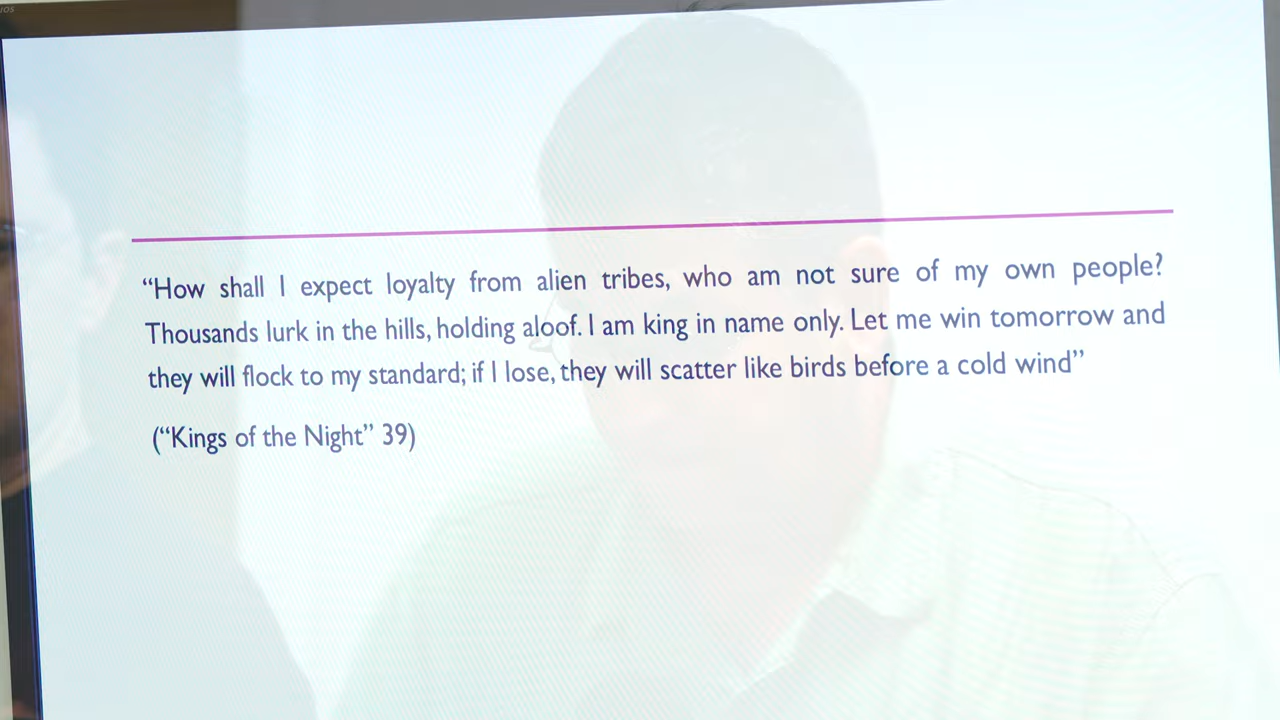 “How shall I expect loyalty from alien tribes, who am not sure of my own people?
Thousands lurk in the hills, holding aloof. I am king in name only. Let me win tomorrow and
they will flock to my standard; if I lose, they will scatter like birds before a cold wind”
(“Kings of the Night” 39)